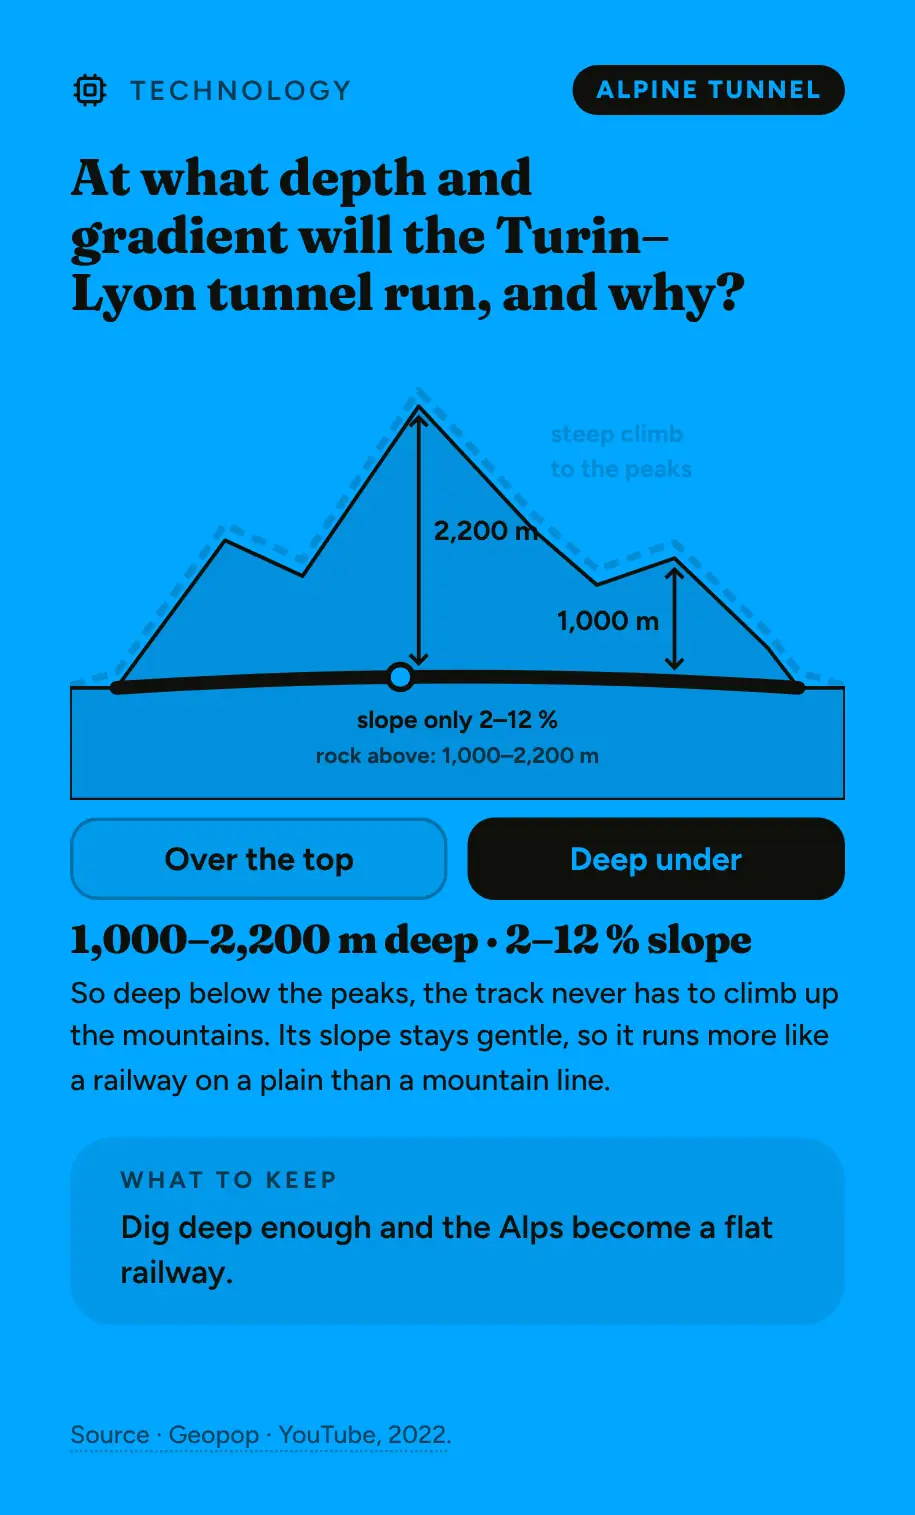 TECHNOLOGY
ALPINE TUNNEL
At what depth and
gradient will the Turin–
Lyon tunnel run, and why?
steep climb
to the peaks
2,200 m
1,000 m
slope only 2–12 %
rock above: 1,000–2,200 m
Over the top
Deep under
1,000–2,200 m deep · 2–12 % slope
So deep below the peaks, the track never has to climb up
the mountains. Its slope stays gentle, so it runs more like
a railway on a plain than a mountain line.
WHAT TO KEEP
Dig deep enough and the Alps become a flat
railway.
Source · Geopop · YouTube, 2022.